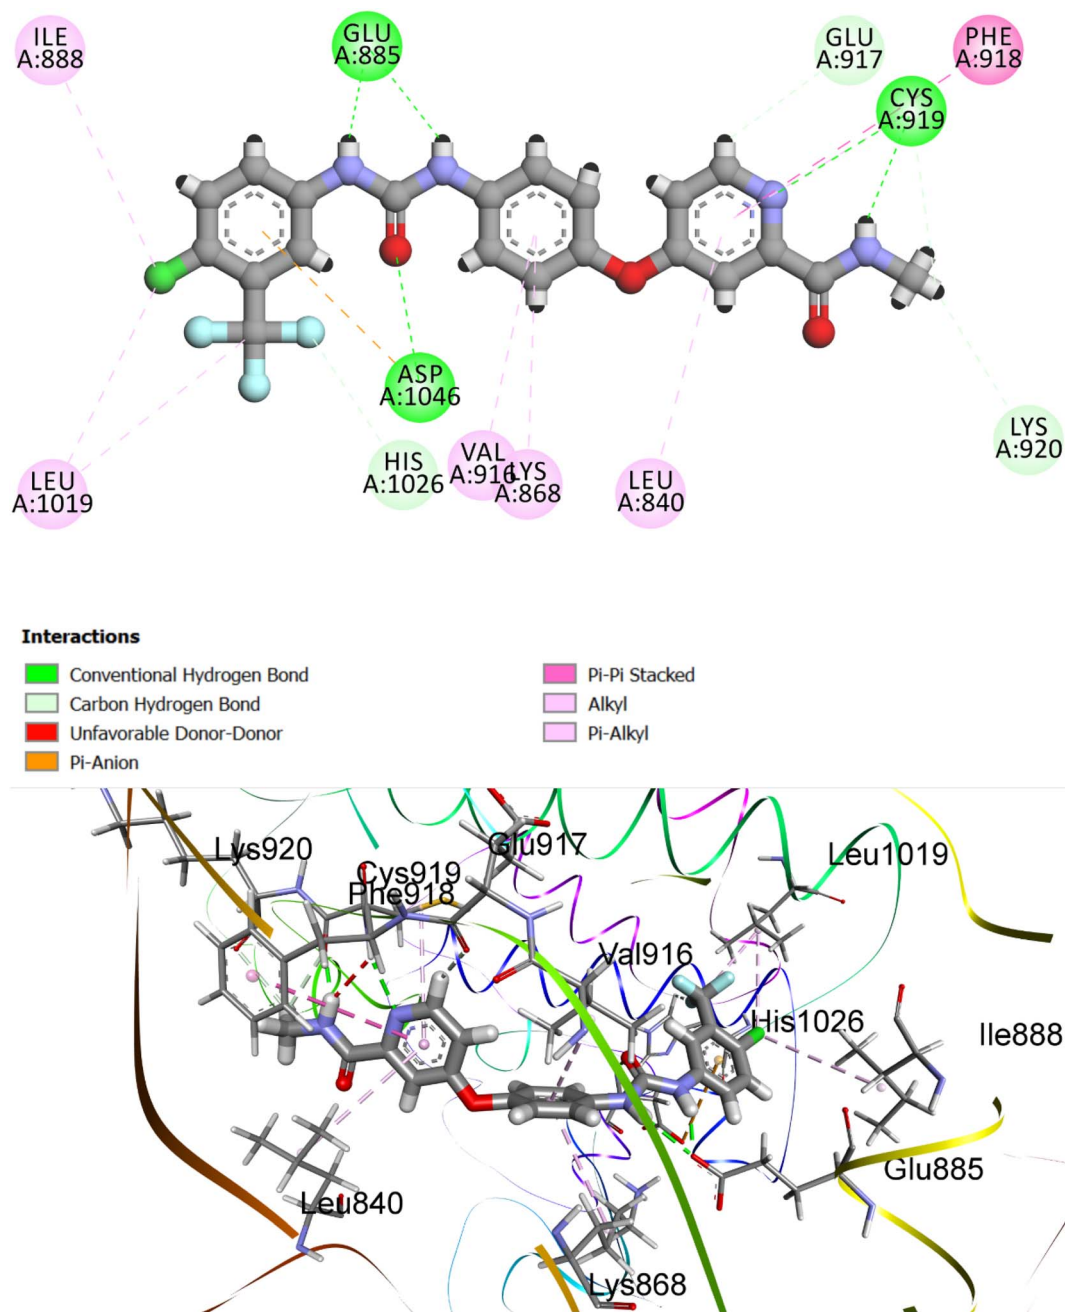 ILE
A:888
GLU
A:885
GLU
A:917
PHE
A:918
CYS
A:919
ASP
A:1046
LEU
A:1019
HIS
A:1026
VAL
A:916
LYS
A:868
LEU
A:840
LYS
A:920
Interactions
Conventional Hydrogen Bond
Carbon Hydrogen Bond
Unfavorable Donor-Donor
Pi-Anion
Pi-Pi Stacked
Alkyl
Pi-Alkyl
Lys920
Cys919
Phe918
Glu917
Leu1019
Val916
His1026
Ile888
Glu885
Leu840
Lys868